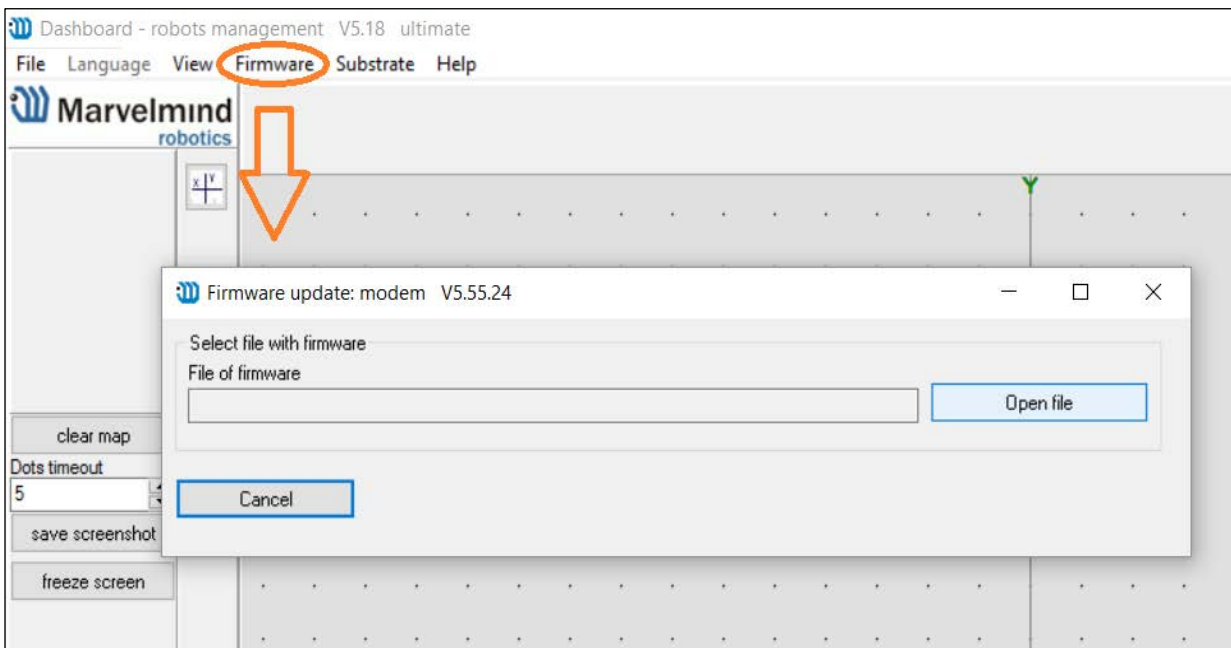 Dashboard - robots management V5.18 ultimate
File Language View Firmware Substrate Help
Marvelmind
robotics
X Y
Y
Firmware update: modem V5.55.24
Select file with firmware
File of firmware
Open file
Cancel
clear map
Dots timeout
5
save screenshot
freeze screen